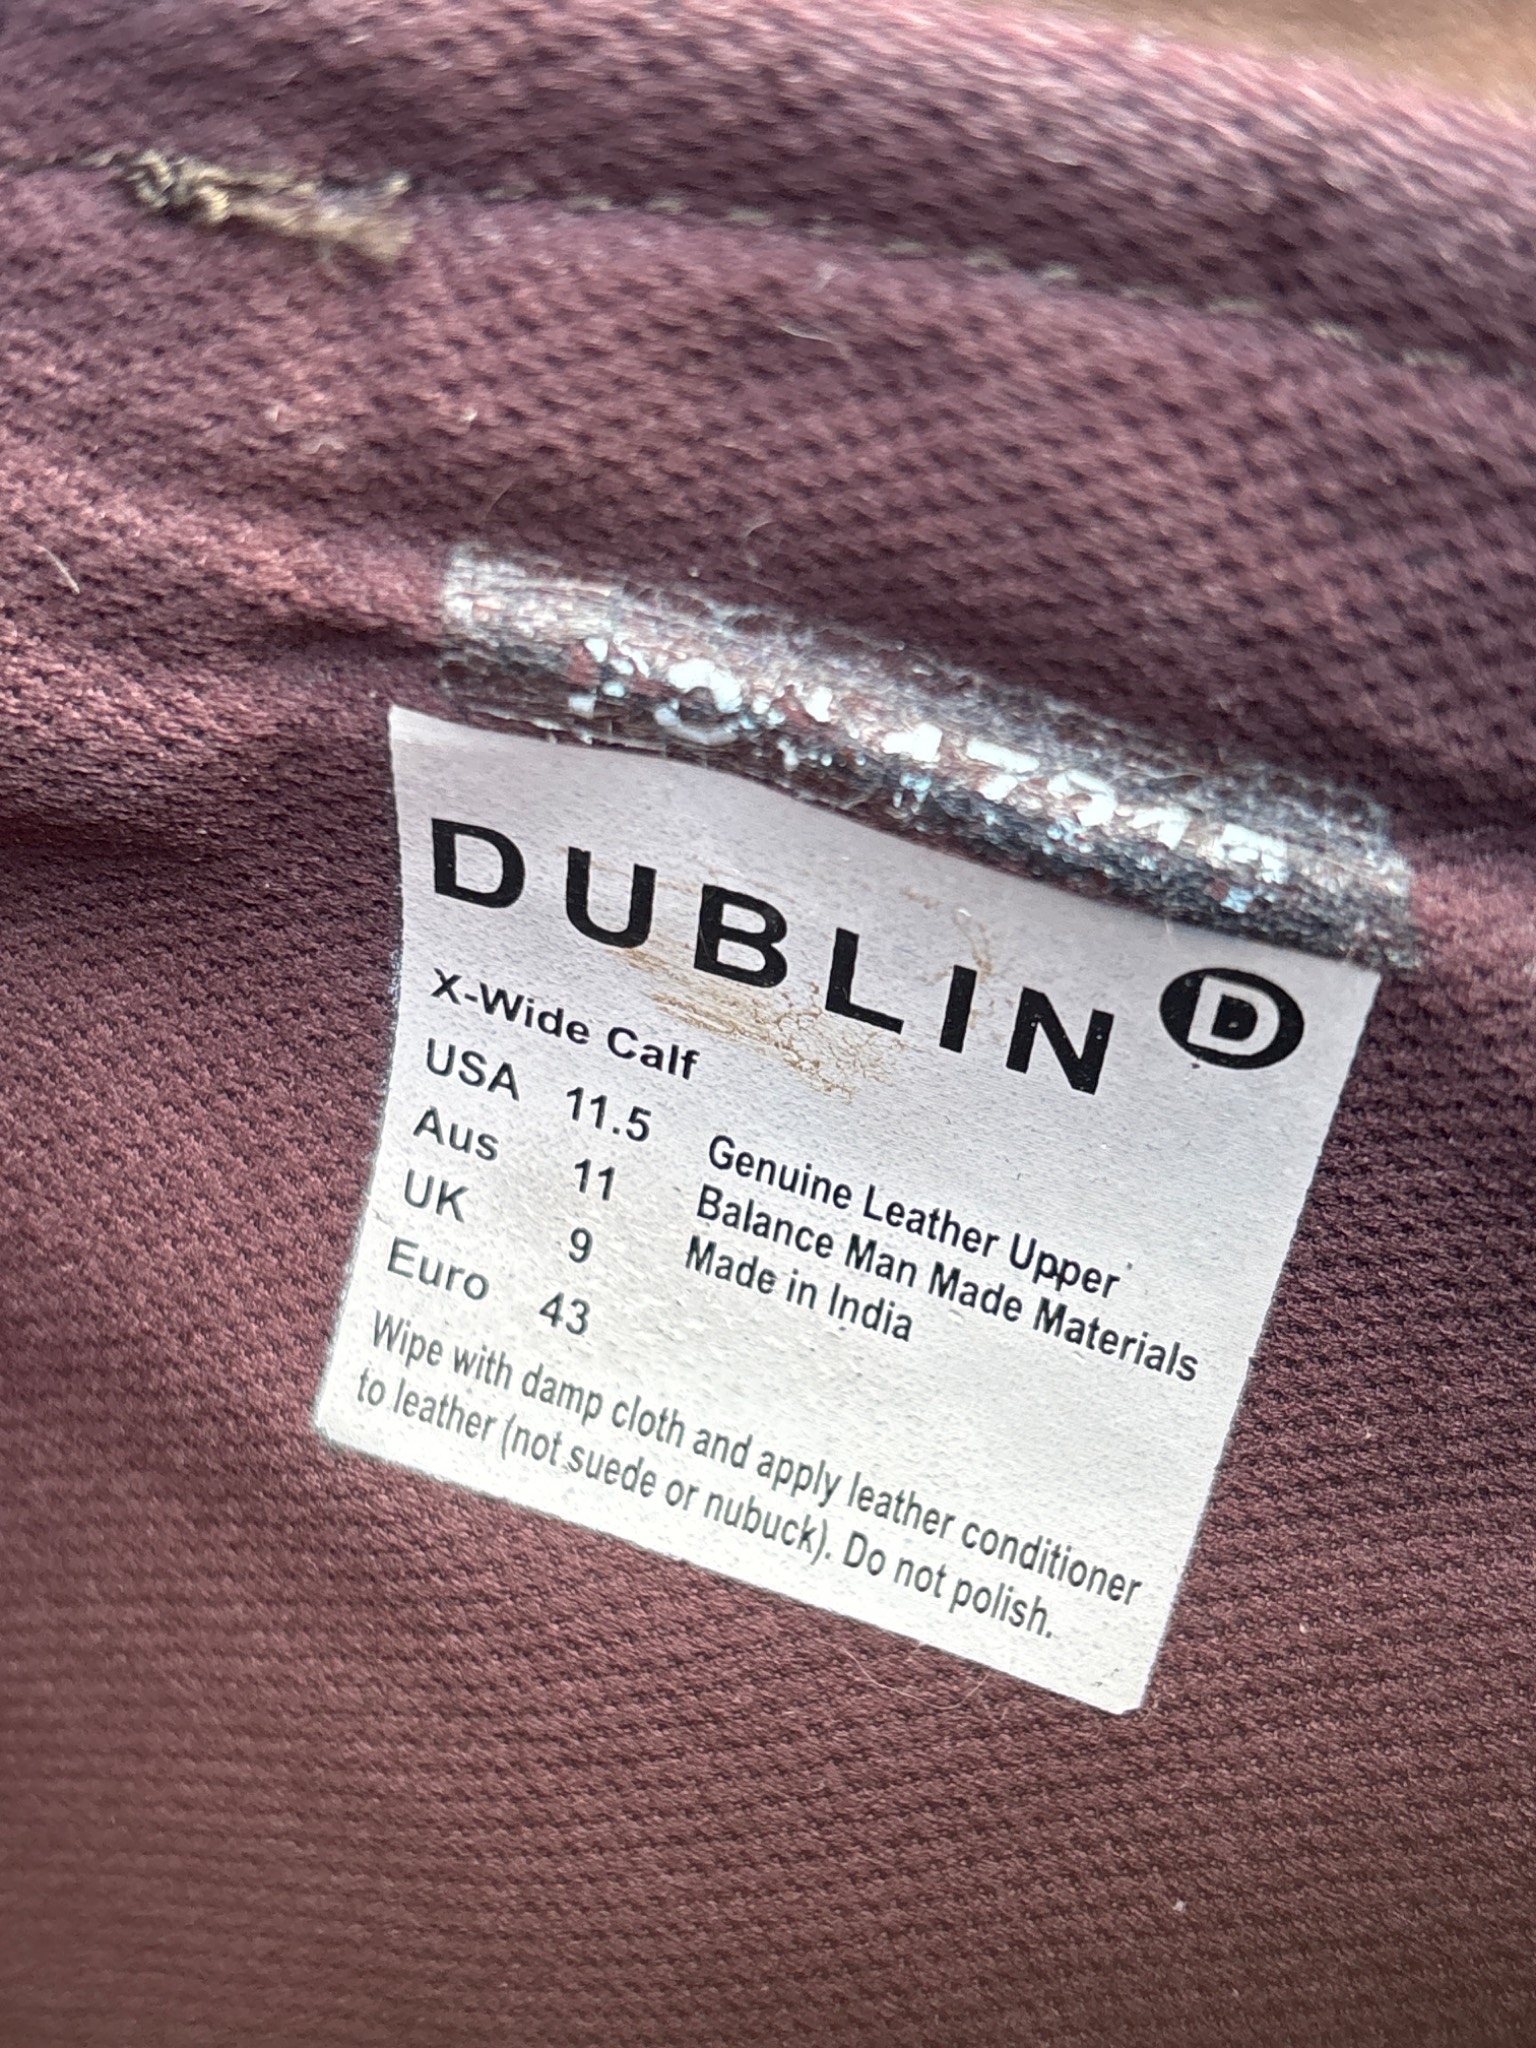 DUBLIN D
X-Wide Calf
USA 11.5
Aus 11
UK 9
Euro 43
Genuine Leather Upper
Balance Man Made Materials
Made in India
Wipe with damp cloth and apply leather conditioner
to leather (not suede or nubuck). Do not polish.